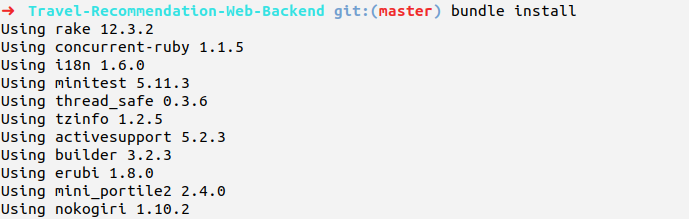 ➜ Travel-Recommendation-Web-Backend git:(master) bundle install
Using rake 12.3.2
Using concurrent-ruby 1.1.5
Using i18n 1.6.0
Using minitest 5.11.3
Using thread_safe 0.3.6
Using tzinfo 1.2.5
Using activesupport 5.2.3
Using builder 3.2.3
Using erubi 1.8.0
Using mini_portile2 2.4.0
Using nokogiri 1.10.2